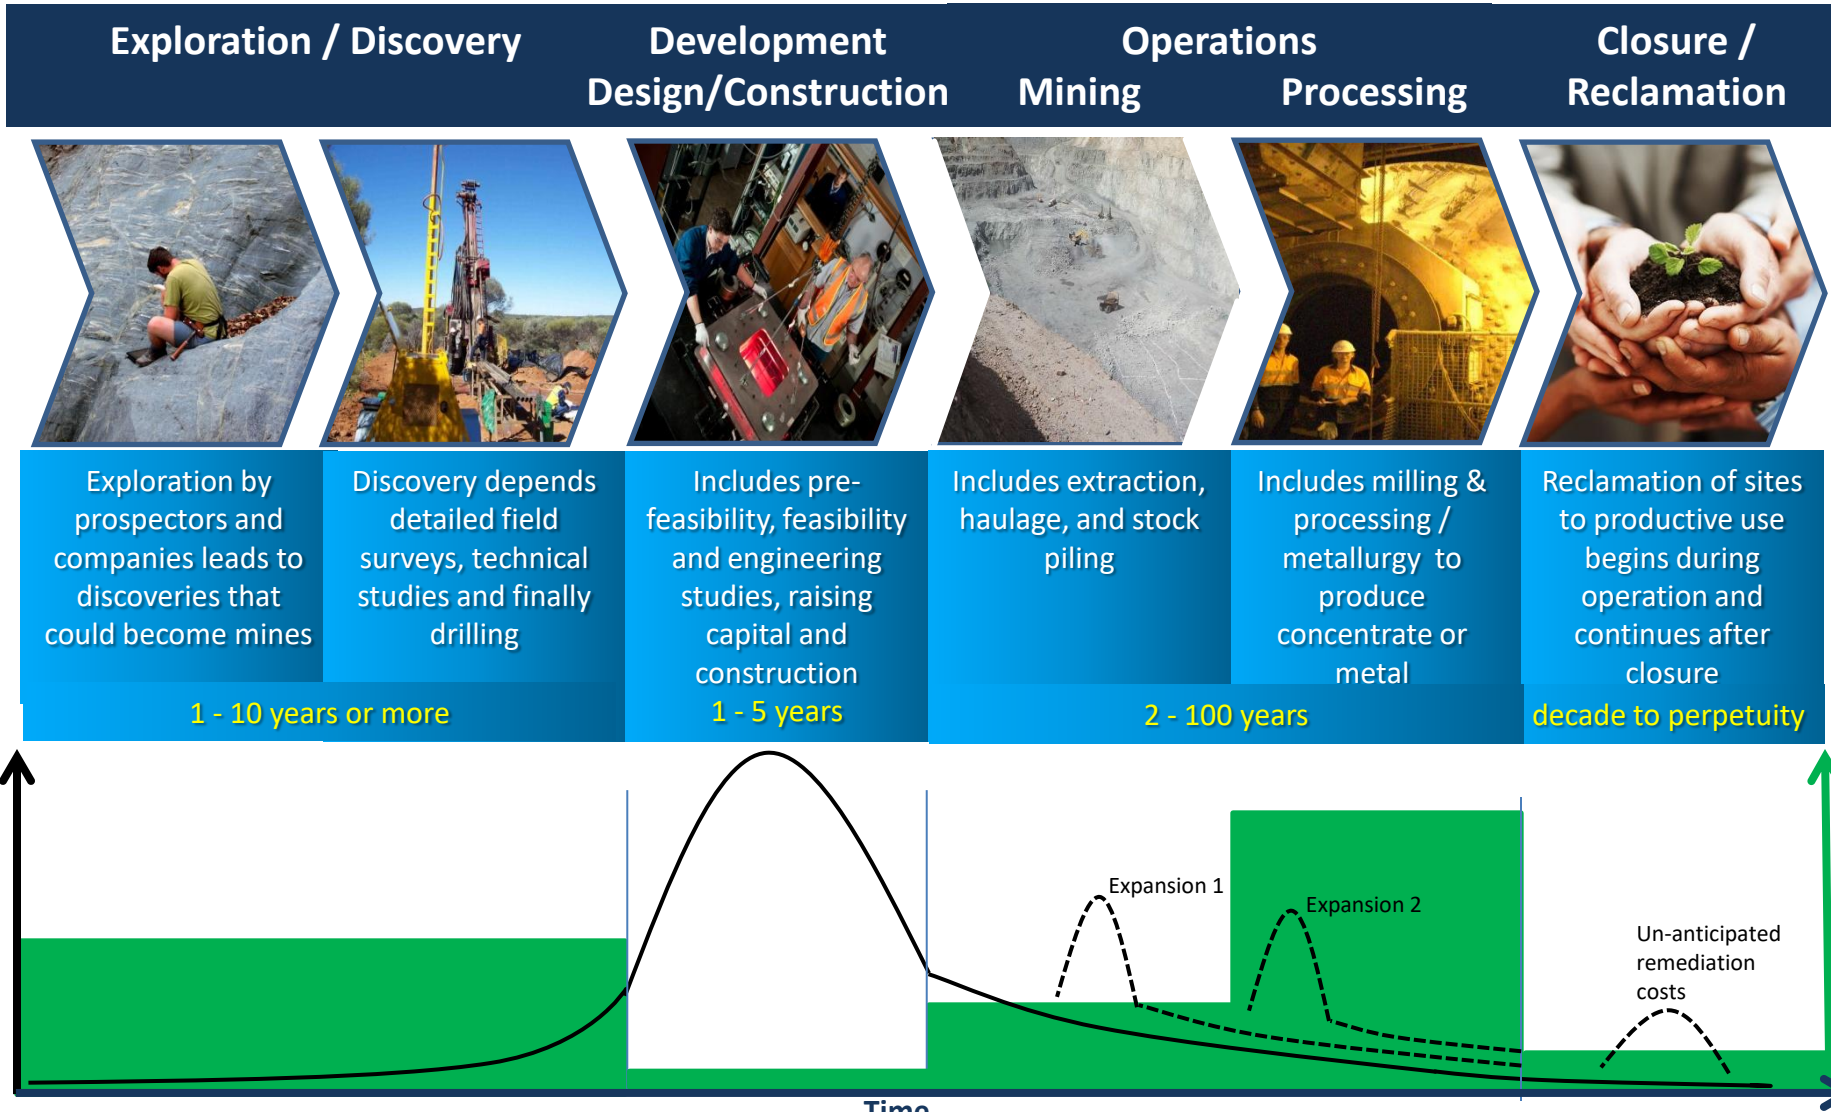 Exploration / Discovery
Development
Design/Construction
Operations
Mining
Processing
Closure /
Reclamation
Exploration by
prospectors and
companies leads to
discoveries that
could become mines
Discovery depends
detailed field
surveys, technical
studies and finally
drilling
1 - 10 years or more
Includes pre-
feasibility, feasibility
and engineering
studies, raising
capital and
construction
1 - 5 years
Includes extraction,
haulage, and stock
piling
Includes milling &
processing /
metallurgy to
produce
concentrate or
metal
2 - 100 years
Reclamation of sites
to productive use
begins during
operation and
continues after
closure
decade to perpetuity
Expansion 1
Expansion 2
Un-anticipated
remediation
costs
Time